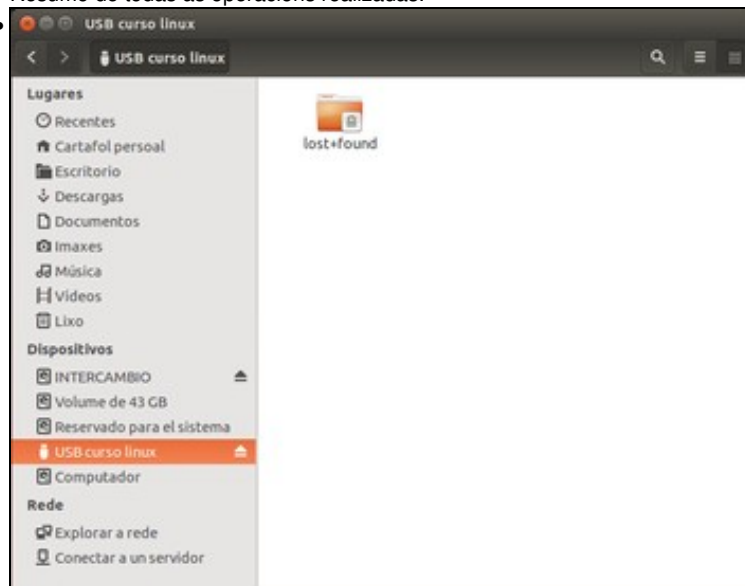 Resumo de todas as operacións realizadas.
USB curso linux
USB curso linux
Lugares
Recentes
Cartafol persoal
Escritorio
Descargas
Documentos
Imaxes
Música
Vídeos
Lixo
Dispositivos
INTERCAMBIO
Volume de 43 GB
Reservado para el sistema
USB curso linux
Computador
Rede
Explorar a rede
Conectar a un servidor
lost+found